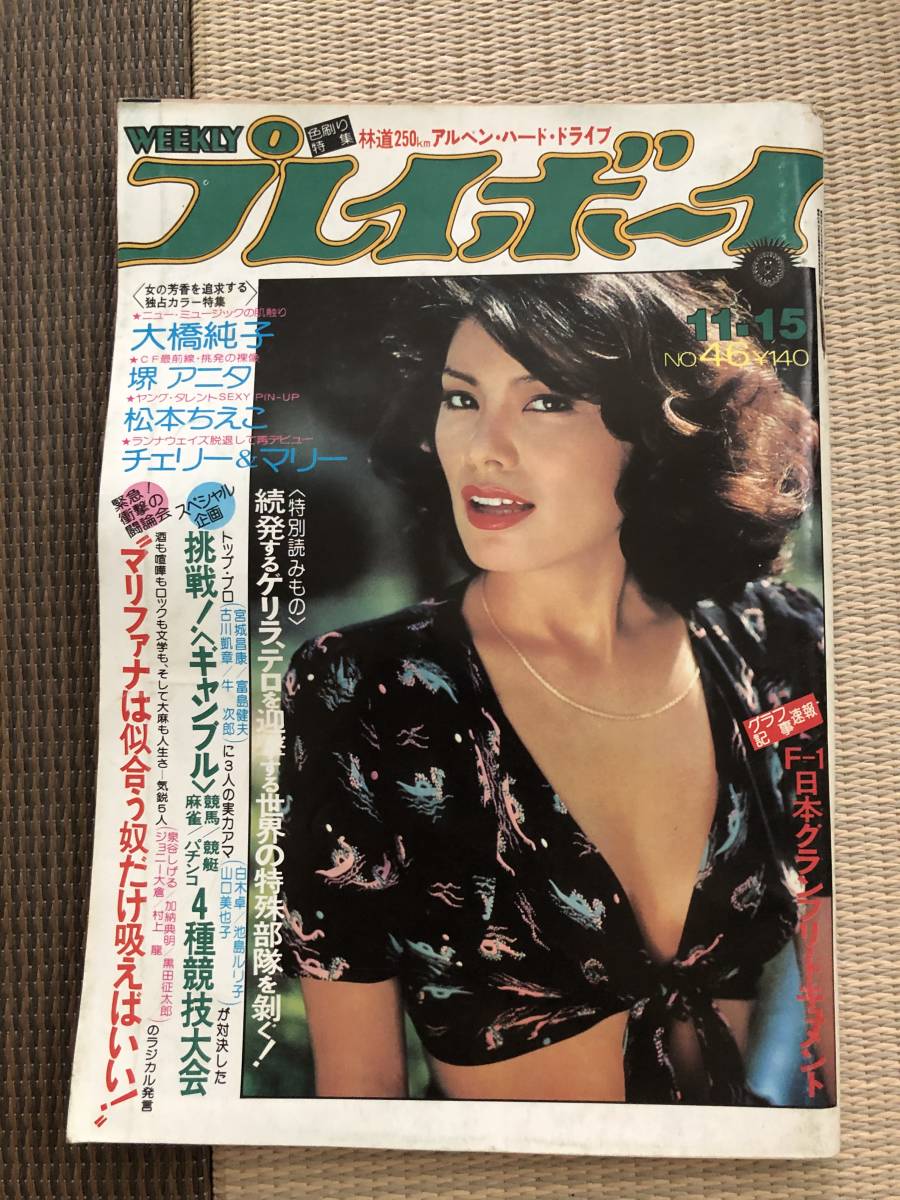 WEEKLY
色刷り
特集
林道250kmアルペン・ハード・ドライブ
プレイボーイ
11・15
NO.46 ¥140
〈女の芳香を追求する
独占カラー特集〉
★ニュー・ミュージックの肌触り
大橋純子
★CF最前線・挑発の裸像
堺 アニタ
★ヤング・タレントSEXY PIN-UP
松本ちえこ
★ランナウェイズ脱退して再デビュー
チェリー&マリー
〈特別読みもの〉
続発するゲリラ、テロを迎撃する世界の特殊部隊を剝ぐ!
グラフ速報
記事
F-1日本グランプリドキュメント
スペシャル
企画
トップ・プロ(宮城昌康 富島健夫
古川凱章/牛 次郎)に3人の実力アマ(白木卓/池島ルリ子
山口美也子)が対決した
挑戦!〈ギャンブル〉競馬/競艇
麻雀/パチンコ 4種競技大会
緊急!
衝撃の
闘論会
酒も喧嘩もロックも文学も、そして大麻も人生さ―気鋭5人(泉谷しげる/加納典明/黒田征太郎
ジョニー大倉/村上 龍)のラジカル発言
“マリファナは似合う奴だけ吸えばいい!”